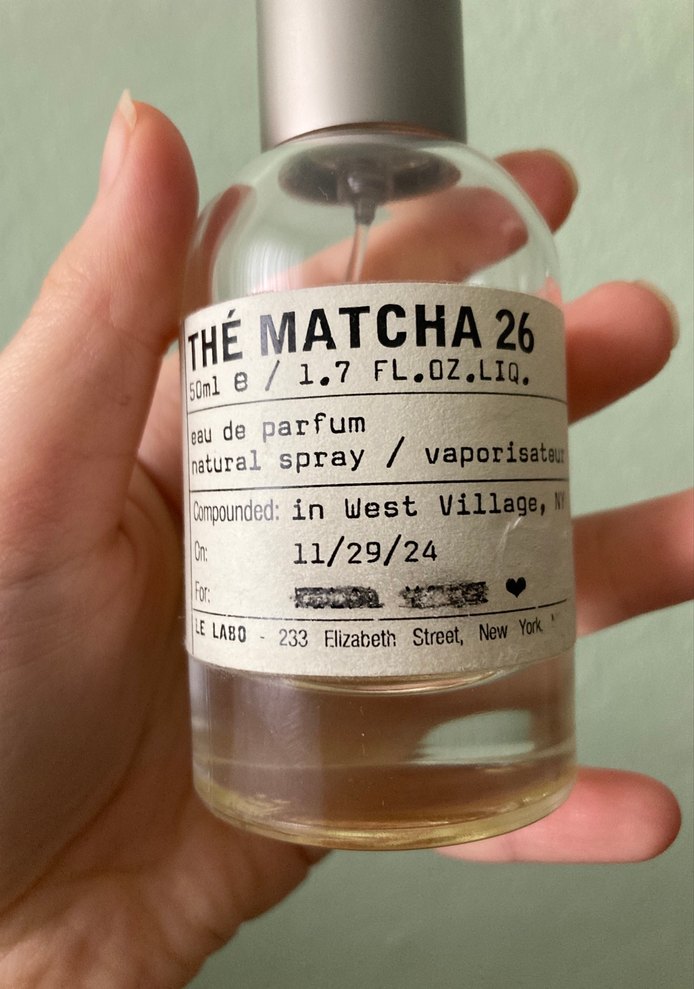 THÉ MATCHA 26
50ml e / 1.7 FL.OZ.LIQ.
eau de parfum
natural spray / vaporisateur
Compounded: in West Village, NY
On: 11/29/24
For: ❤
LE LABO - 233 Elizabeth Street, New York